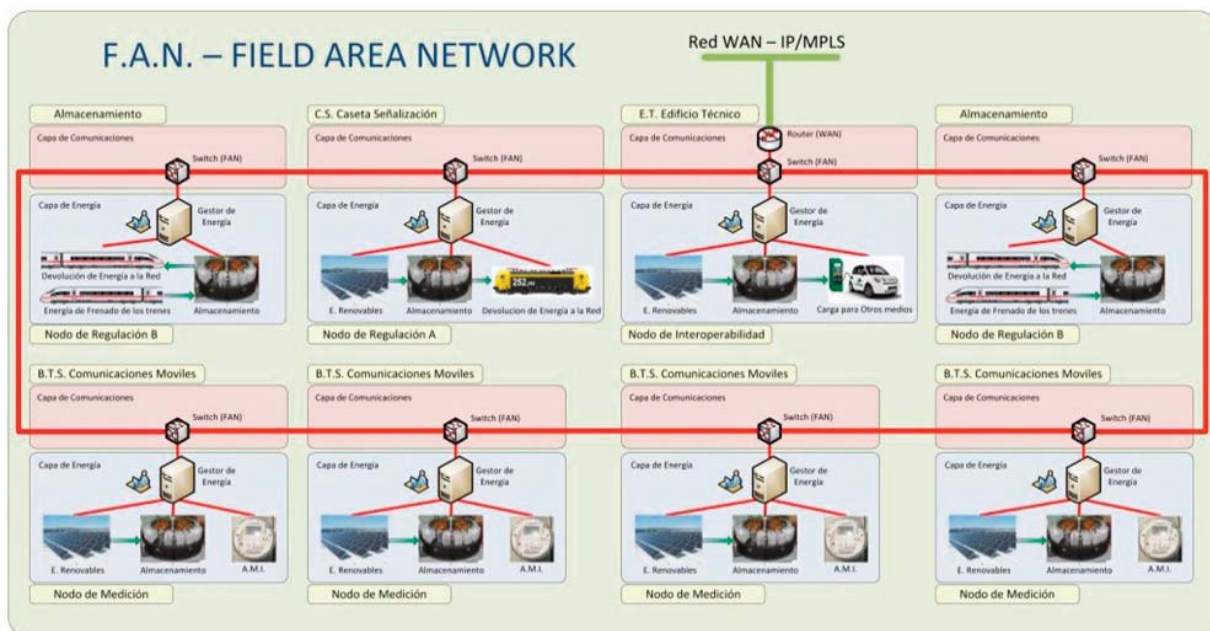 F.A.N. – FIELD AREA NETWORK
Red WAN – IP/MPLS
Almacenamiento
Capa de Comunicaciones
Switch (FAN)
Capa de Energía
Gestor de
Energía
Devolución de Energía a la Red
Energía de Frenado de los trenes
Almacenamiento
Nodo de Regulación B
C.S. Caseta Señalización
Capa de Comunicaciones
Switch (FAN)
Capa de Energía
Gestor de
Energía
252
E. Renovables
Almacenamiento
Devolucion de Energía a la Red
Nodo de Regulación A
E.T. Edificio Técnico
Capa de Comunicaciones
Router (WAN)
Switch (FAN)
Capa de Energía
Gestor de
Energía
E. Renovables
Almacenamiento
Carga para Otros medios
Nodo de Interoperabilidad
Almacenamiento
Capa de Comunicaciones
Switch (FAN)
Capa de Energía
Gestor de
Energía
Devolución de Energía a la Red
Energía de Frenado de los trenes
Almacenamiento
Nodo de Regulación B
B.T.S. Comunicaciones Moviles
Capa de Comunicaciones
Switch (FAN)
Capa de Energía
Gestor de
Energía
E. Renovables
Almacenamiento
A.M.I.
Nodo de Medición
B.T.S. Comunicaciones Moviles
Capa de Comunicaciones
Switch (FAN)
Capa de Energía
Gestor de
Energía
E. Renovables
Almacenamiento
A.M.I.
Nodo de Medición
B.T.S. Comunicaciones Moviles
Capa de Comunicaciones
Switch (FAN)
Capa de Energía
Gestor de
Energía
E. Renovables
Almacenamiento
A.M.I.
Nodo de Medición
B.T.S. Comunicaciones Moviles
Capa de Comunicaciones
Switch (FAN)
Capa de Energía
Gestor de
Energía
E. Renovables
Almacenamiento
A.M.I.
Nodo de Medición